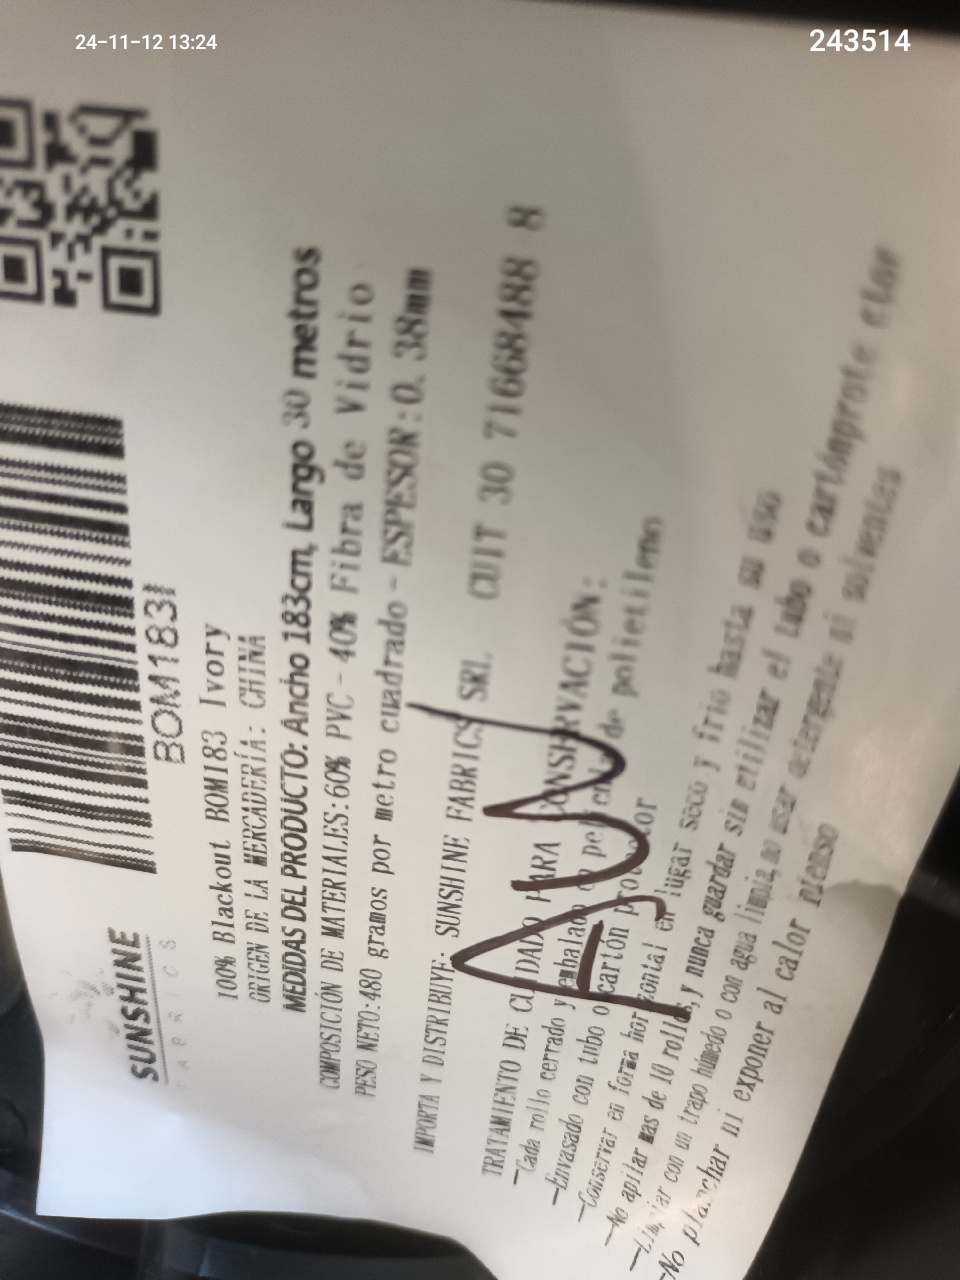 24-11-12 13:24
243514
SUNSHINE
FABRICS
BOM183I
100% Blackout BOM183 Ivory
ORIGEN DE LA MERCADERÍA: CHINA
MEDIDAS DEL PRODUCTO: Ancho 183cm, Largo 30 metros
COMPOSICIÓN DE MATERIALES:60% PVC - 40% Fibra de Vidrio
PESO NETO:480 gramos por metro cuadrado - ESPESOR:0. 38mm
IMPORTA Y DISTRIBUYE: SUNSHINE FABRICS SRL. CUIT 30 71668488 8
TRATAMIENTO DE CUIDADO PARA CONSERVACIÓN:
—Cada rollo cerrado y embalado en de polietileno
—Envasado con tubo o cartón protector
—Conservar en forma horizontal en lugar seco y frio hasta su uso
—No apilar mas de 10 rollos, y nunca guardar sin utilizar el tubo o cartón
—Limpiar con un trapo húmedo o con agua limpia, no usar detergente ni solventes
—No planchar ni exponer al calor